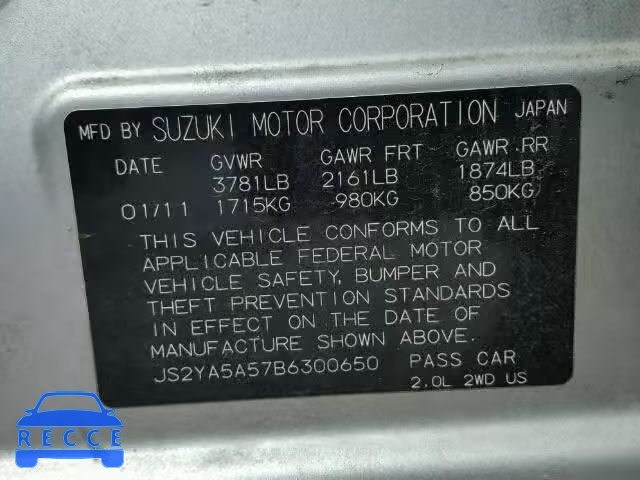 MFD BY SUZUKI MOTOR CORPORATION JAPAN
DATE GVWR GAWR FRT GAWR RR
3781LB 2161LB 1874LB
01/11 1715KG 980KG 850KG
THIS VEHICLE CONFORMS TO ALL
APPLICABLE FEDERAL MOTOR
VEHICLE SAFETY, BUMPER AND
THEFT PREVENTION STANDARDS
IN EFFECT ON THE DATE OF
MANUFACTURE SHOWN ABOVE.
JS2YA5A57B6300650 PASS CAR
2.0L 2WD US
EPICVIN